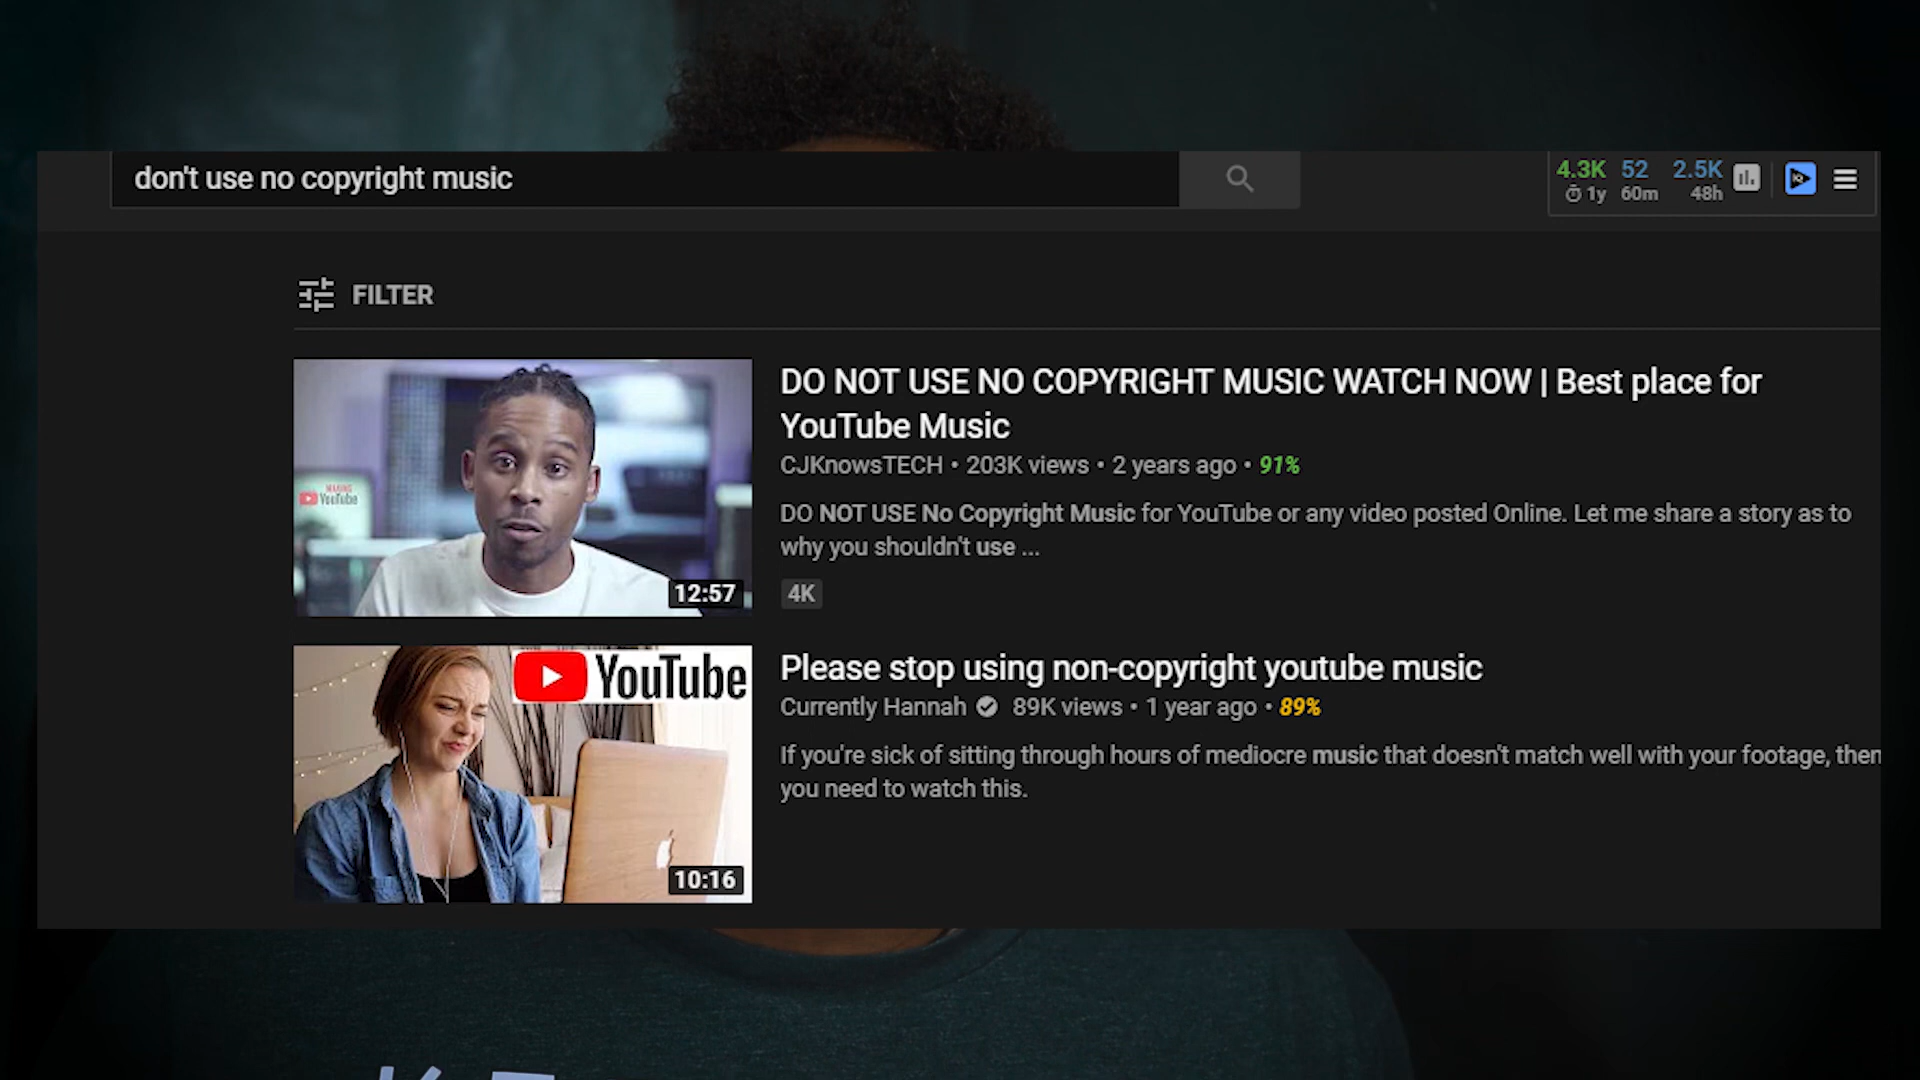 don't use no copyright music
4.3K 52 2.5K
1y 60m 48h
FILTER
DO NOT USE NO COPYRIGHT MUSIC WATCH NOW | Best place for
YouTube Music
CJKnowsTECH • 203K views • 2 years ago • 91%
DO NOT USE No Copyright Music for YouTube or any video posted Online. Let me share a story as to
why you shouldn't use ...
4K
MAKING
YouTube
12:57
Please stop using non-copyright youtube music
Currently Hannah 89K views • 1 year ago • 89%
If you're sick of sitting through hours of mediocre music that doesn't match well with your footage, then
you need to watch this.
YouTube
10:16